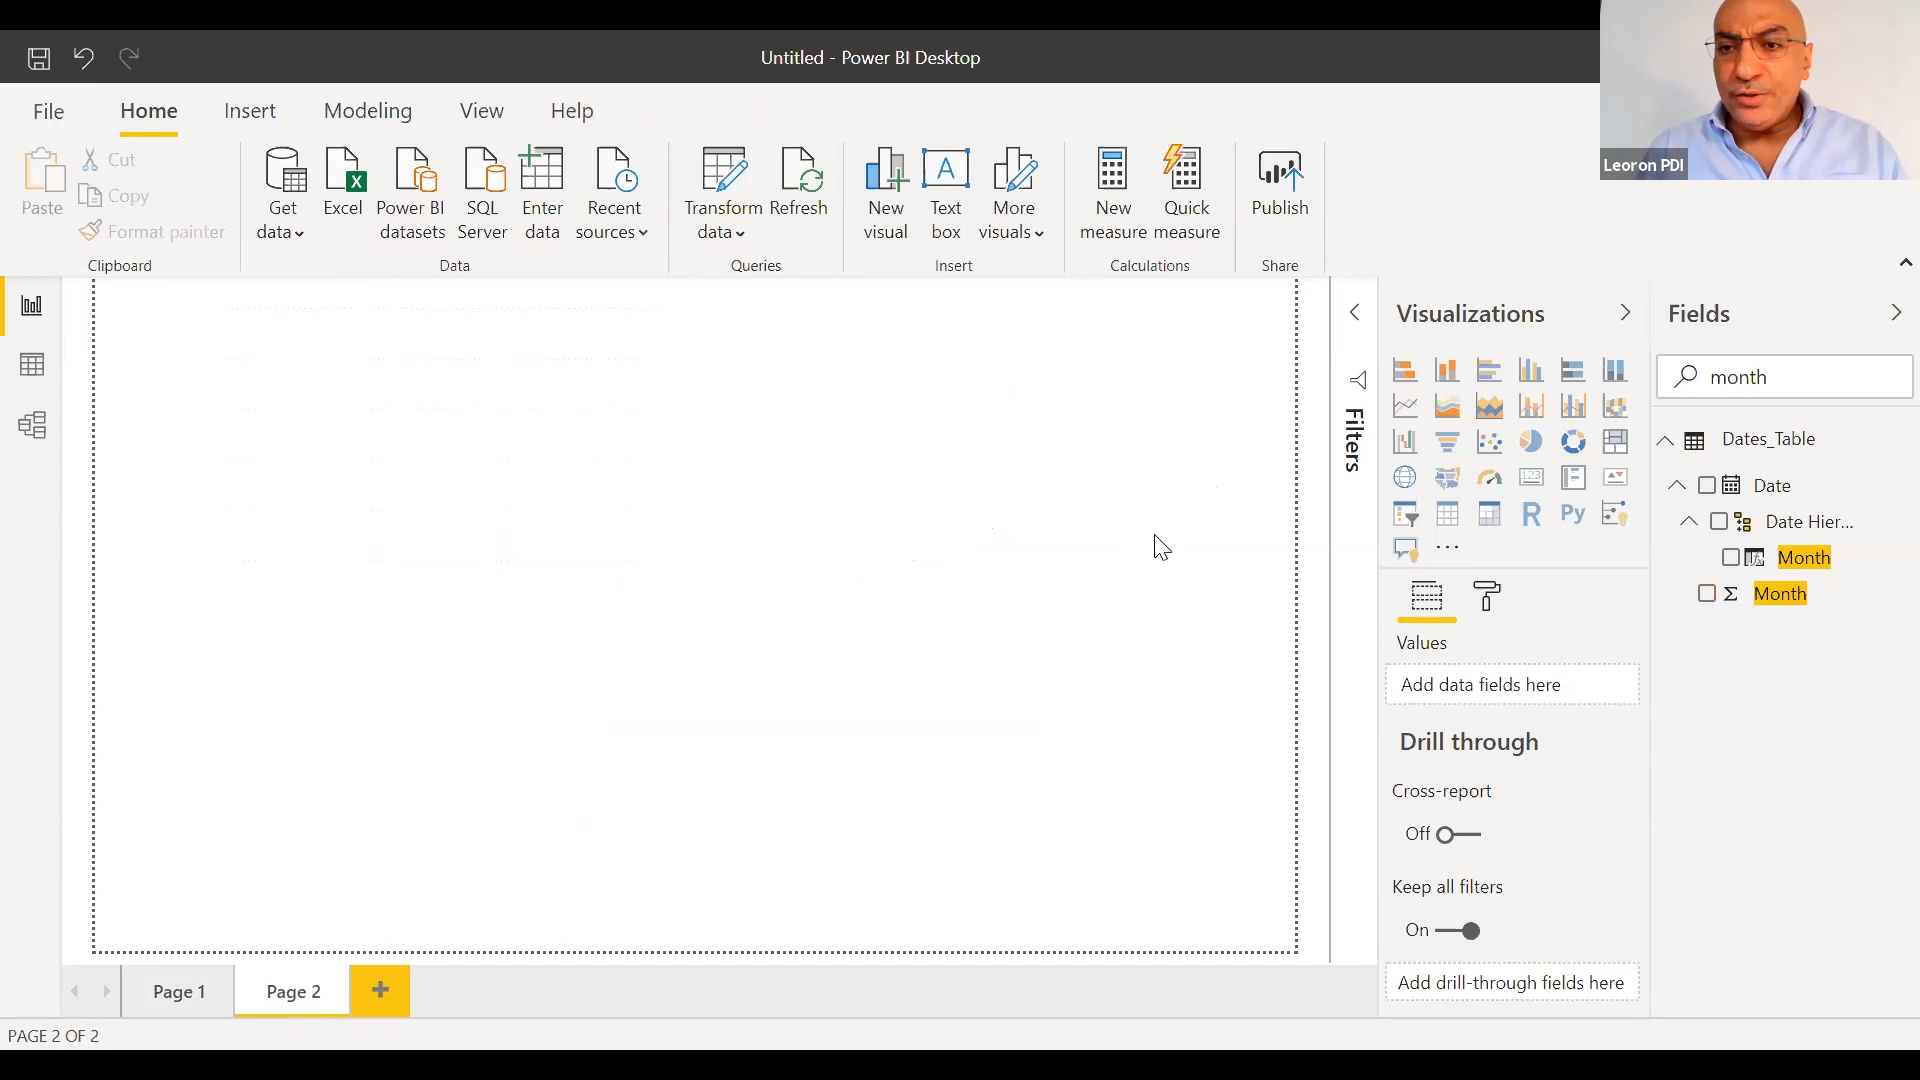 Untitled - Power BI Desktop
Leoron PDI
File Home Insert Modeling View Help
Paste
Cut
Copy
Format painter
Clipboard
Get data
Excel
Power BI datasets
SQL Server
Enter data
Recent sources
Data
Transform data
Refresh
Queries
New visual
A
Text box
More visuals
Insert
New measure
Quick measure
Calculations
Publish
Share
Filters
Visualizations
123
R
Py
Values
Add data fields here
Drill through
Cross-report
Off
Keep all filters
On
Add drill-through fields here
Fields
month
Dates_Table
Date
Date Hier...
Month
Σ Month
Page 1
Page 2
+
PAGE 2 OF 2